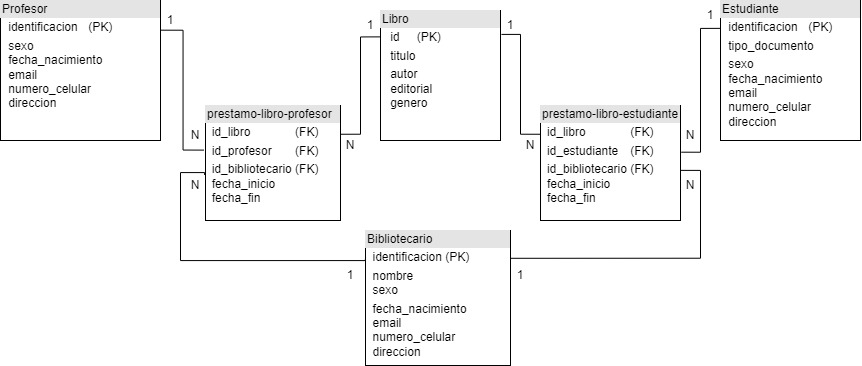 Profesor
identificacion (PK)
sexo
fecha_nacimiento
email
numero_celular
direccion
1
Libro
id (PK)
titulo
autor
editorial
genero
1
1
Estudiante
identificacion (PK)
tipo_documento
sexo
fecha_nacimiento
email
numero_celular
direccion
1
prestamo-libro-profesor
id_libro (FK)
id_profesor (FK)
id_bibliotecario (FK)
fecha_inicio
fecha_fin
N
N
N
prestamo-libro-estudiante
id_libro (FK)
id_estudiante (FK)
id_bibliotecario (FK)
fecha_inicio
fecha_fin
N
N
N
Bibliotecario
identificacion (PK)
nombre
sexo
fecha_nacimiento
email
numero_celular
direccion
1
1